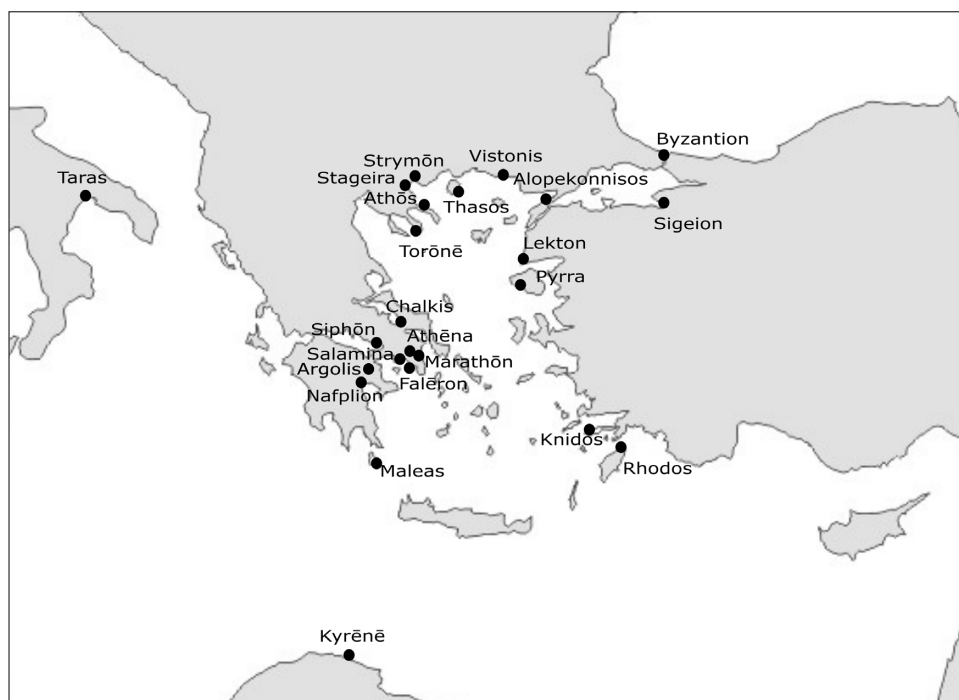 Byzantion
Strymōn
Vistonis
Taras
Stageira
Alopekonnisos
Athōs
Thasos
Sigeion
Torōnē
Lekton
Pyrra
Chalkis
Siphōn
Athēna
Salamina
Marathōn
Argolis
Falēron
Nafplion
Knidos
Rhodos
Maleas
Kyrēnē